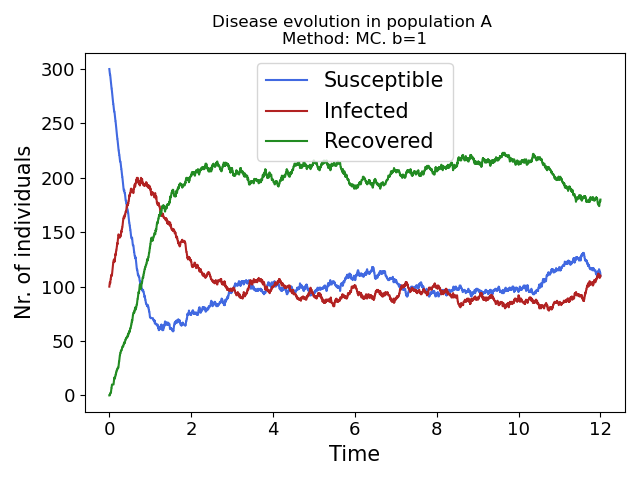 Disease evolution in population A
Method: MC. b=1
Susceptible
Infected
Recovered
Nr. of individuals
300
250
200
150
100
50
0
0 2 4 6 8 10 12
Time